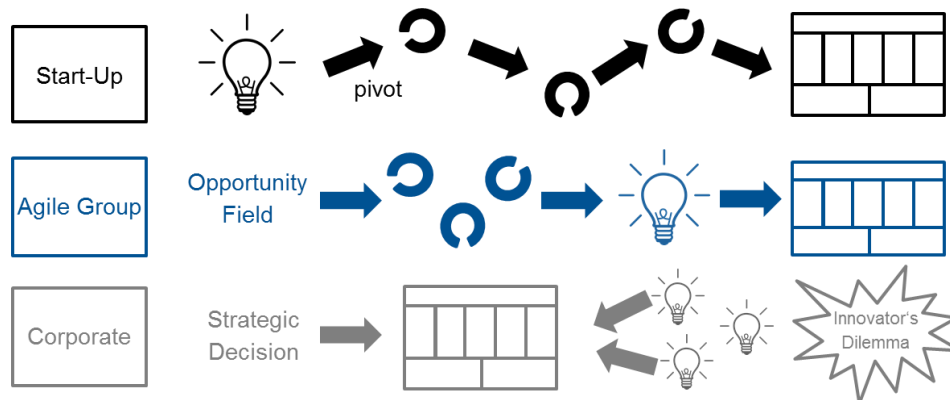 Start-Up
pivot
Agile Group
Opportunity
Field
Corporate
Strategic
Decision
Innovator‘s
Dilemma